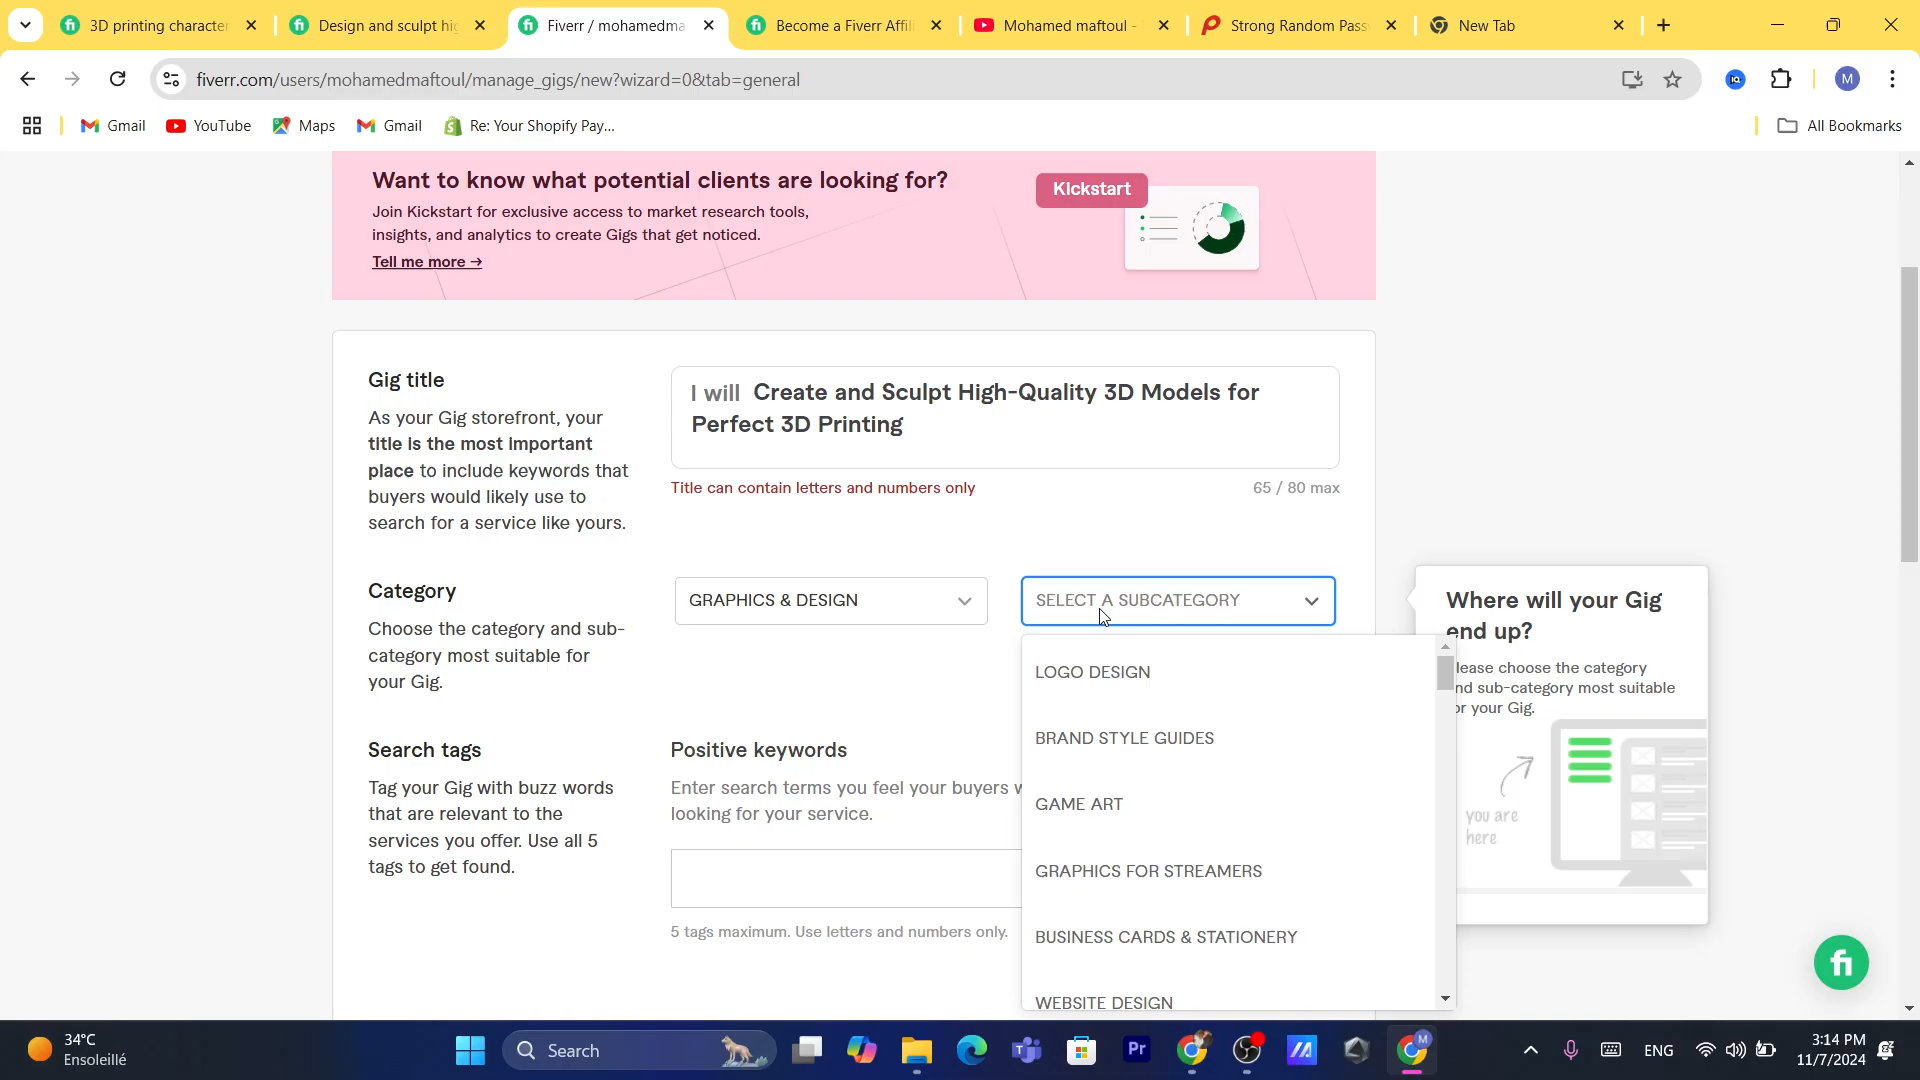 3D printing character
Design and sculpt hig
Fiverr / mohamedma
Become a Fiverr Affili
Mohamed maftoul -
Strong Random Pass
New Tab
fiverr.com/users/mohamedmaftoul/manage_gigs/new?wizard=0&tab=general
M
Gmail
YouTube
Maps
Gmail
Re: Your Shopify Pay...
All Bookmarks
Want to know what potential clients are looking for?
Join Kickstart for exclusive access to market research tools,
insights, and analytics to create Gigs that get noticed.
Tell me more →
Kickstart
Gig title
As your Gig storefront, your
title is the most important
place to include keywords that
buyers would likely use to
search for a service like yours.
I will Create and Sculpt High-Quality 3D Models for
Perfect 3D Printing
Title can contain letters and numbers only
65 / 80 max
Category
Choose the category and sub-
category most suitable for
your Gig.
GRAPHICS & DESIGN
SELECT A SUBCATEGORY
LOGO DESIGN
BRAND STYLE GUIDES
GAME ART
GRAPHICS FOR STREAMERS
BUSINESS CARDS & STATIONERY
WEBSITE DESIGN
Where will your Gig
end up?
lease choose the category
nd sub-category most suitable
or your Gig.
you are
here
Search tags
Tag your Gig with buzz words
that are relevant to the
services you offer. Use all 5
tags to get found.
Positive keywords
Enter search terms you feel your buyers w
looking for your service.
5 tags maximum. Use letters and numbers only.
fi
34°C
Ensoleillé
Search
Pr
M
ENG
3:14 PM
11/7/2024